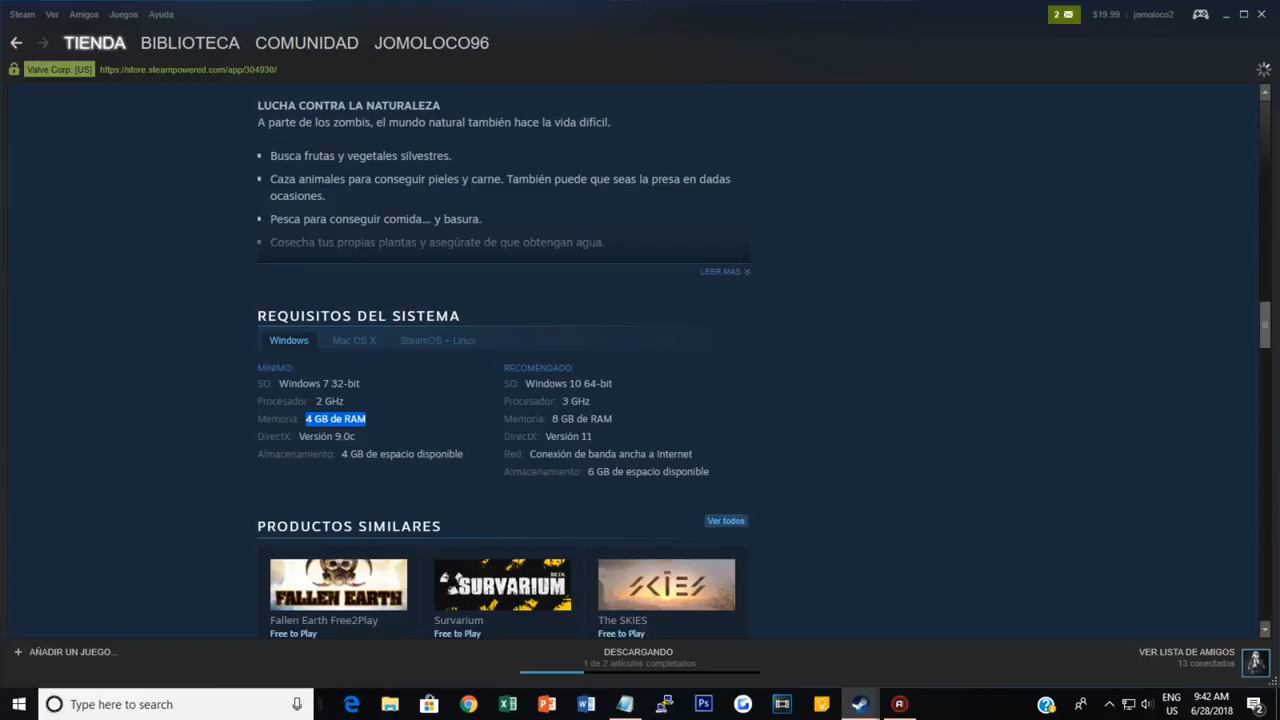 Steam Ver Amigos Juegos Ayuda
2 $19.99 jomoloco2
TIENDA BIBLIOTECA COMUNIDAD JOMOLOCO96
Valve Corp. [US] https://store.steampowered.com/app/304930/
LUCHA CONTRA LA NATURALEZA
A parte de los zombis, el mundo natural también hace la vida difícil.
Busca frutas y vegetales silvestres.
Caza animales para conseguir pieles y carne. También puede que seas la presa en dadas
ocasiones.
Pesca para conseguir comida... y basura.
Cosecha tus propias plantas y asegúrate de que obtengan agua.
LEER MÁS
REQUISITOS DEL SISTEMA
Windows Mac OS X SteamOS + Linux
MÍNIMO:
SO: Windows 7 32-bit
Procesador: 2 GHz
Memoria: 4 GB de RAM
DirectX: Versión 9.0c
Almacenamiento: 4 GB de espacio disponible
RECOMENDADO:
SO: Windows 10 64-bit
Procesador: 3 GHz
Memoria: 8 GB de RAM
DirectX: Versión 11
Red: Conexión de banda ancha a Internet
Almacenamiento: 6 GB de espacio disponible
PRODUCTOS SIMILARES
Ver todos
FALLEN EARTH
SURVARIUM BETA
SKIES
Fallen Earth Free2Play Survarium The SKIES
Free to Play Free to Play Free to Play
+ AÑADIR UN JUEGO...
DESCARGANDO
1 de 2 artículos completados
VER LISTA DE AMIGOS
13 conectados
Type here to search
ENG
US
9:42 AM
6/28/2018
2